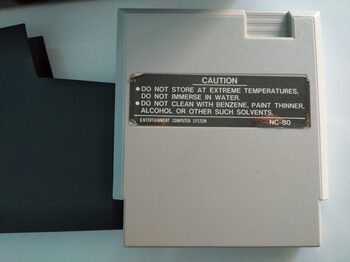 CAUTION
● DO NOT STORE AT EXTREME TEMPERATURES,
DO NOT IMMERSE IN WATER.
● DO NOT CLEAN WITH BENZENE, PAINT THINNER,
ALCOHOL OR OTHER SUCH SOLVENTS.
ENTERTAINMENT COMPUTER SYSTEM NC-80